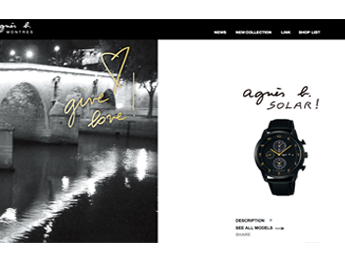 agnès b.
MONTRES
NEWS
NEW COLLECTION
LINK
SHOP LIST
give
love!
agnès b.
SOLAR!
DESCRIPTION
SEE ALL MODELS
SHARE